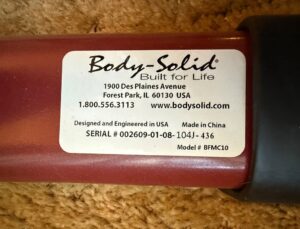 Body-Solid®
Built for Life
1900 Des Plaines Avenue
Forest Park, IL 60130 USA
1.800.556.3113 www.bodysolid.com
Designed and Engineered in USA Made in China
SERIAL # 002609-01-08-104J-436
Model # BFMC10